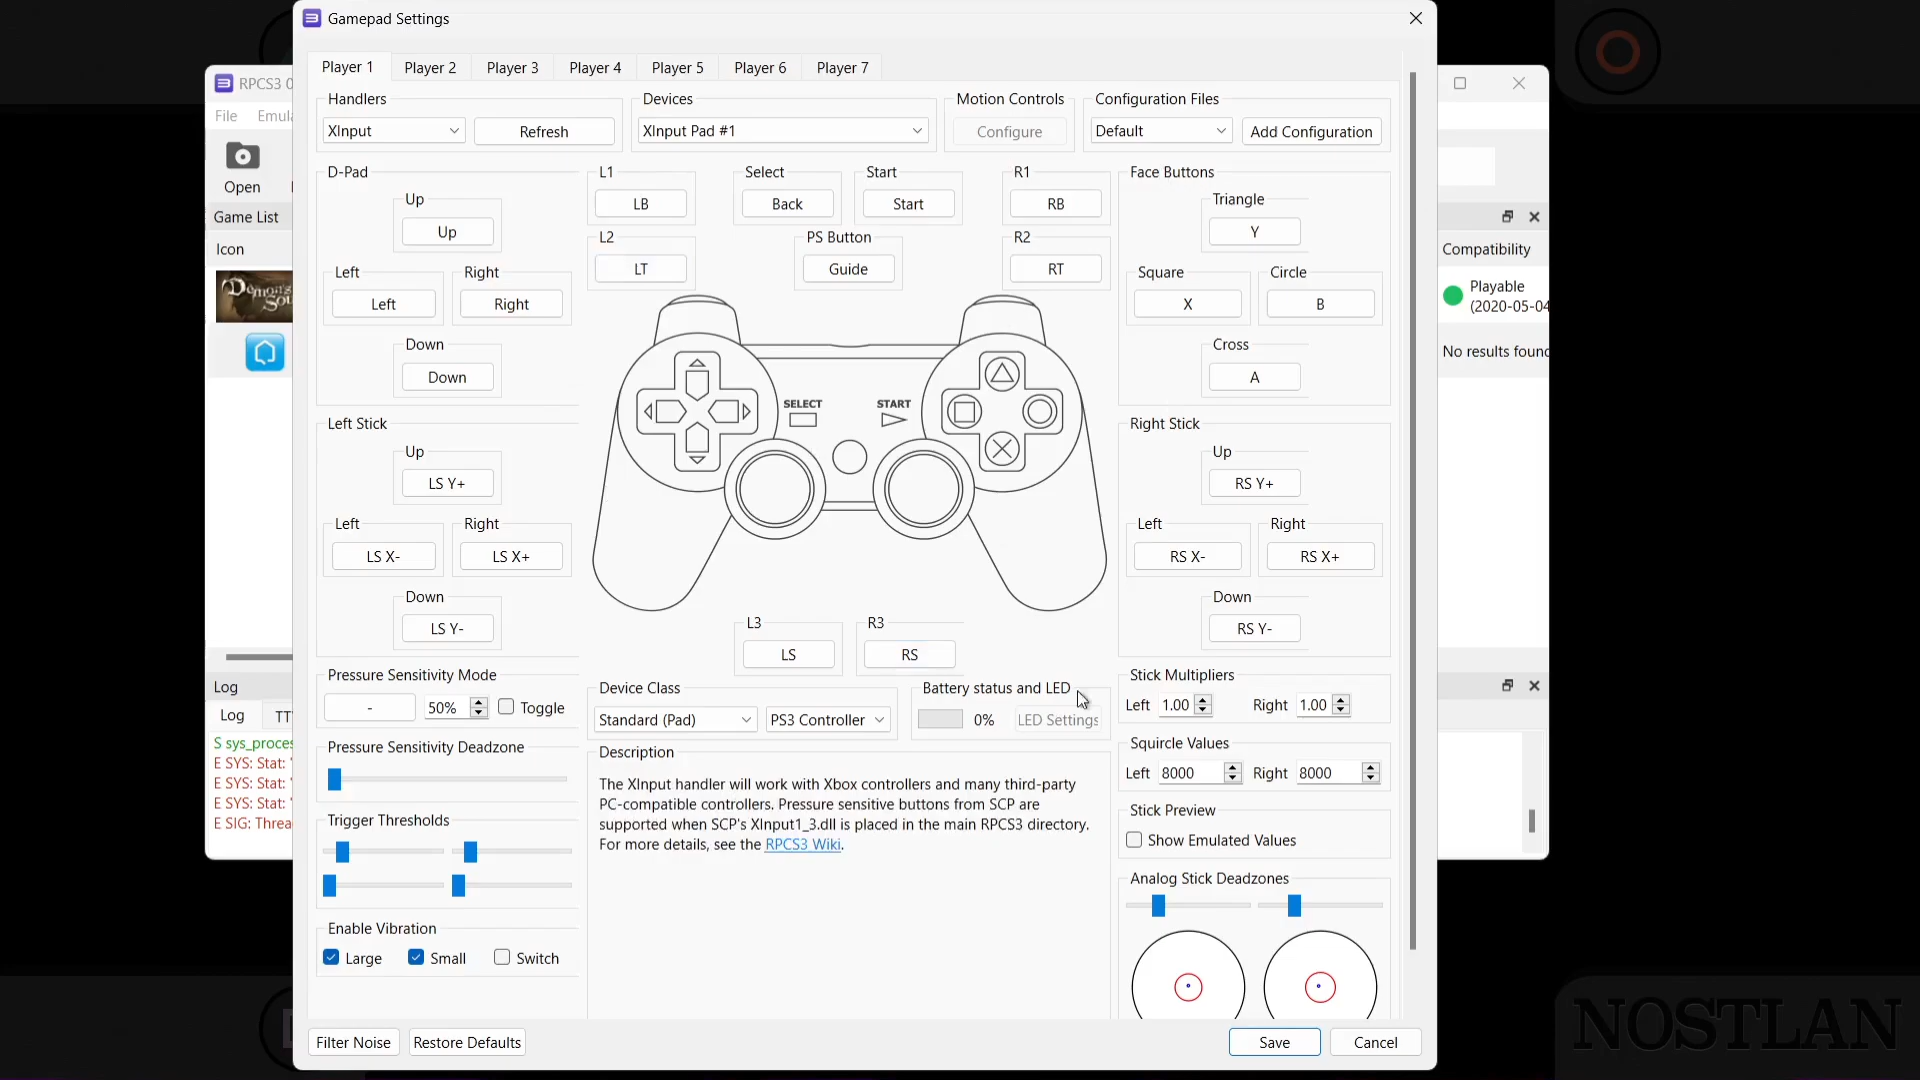 Gamepad Settings
Player 1
Player 2
Player 3
Player 4
Player 5
Player 6
Player 7
RPCS3 0
File
Emula
Open
Game List
Icon
Demon's
Sou
Log
Log
TT
S sys_proces
E SYS: Stat: '
E SYS: Stat: '
E SYS: Stat: '
E SIG: Threa
Handlers
XInput
Refresh
Devices
XInput Pad #1
Motion Controls
Configure
Configuration Files
Default
Add Configuration
D-Pad
Up
Up
Left
Left
Right
Right
Down
Down
L1
LB
L2
LT
Select
Back
Start
Start
PS Button
Guide
R1
RB
R2
RT
Face Buttons
Triangle
Y
Square
X
Circle
B
Cross
A
SELECT
START
Left Stick
Up
LS Y+
Left
LS X-
Right
LS X+
Down
LS Y-
Right Stick
Up
RS Y+
Left
RS X-
Right
RS X+
Down
RS Y-
L3
LS
R3
RS
Pressure Sensitivity Mode
-
50%
Toggle
Pressure Sensitivity Deadzone
Trigger Thresholds
Enable Vibration
Large
Small
Switch
Device Class
Standard (Pad)
PS3 Controller
Battery status and LED
0%
LED Settings
Description
The XInput handler will work with Xbox controllers and many third-party
PC-compatible controllers. Pressure sensitive buttons from SCP are
supported when SCP's XInput1_3.dll is placed in the main RPCS3 directory.
For more details, see the RPCS3 Wiki.
Stick Multipliers
Left 1.00 Right 1.00
Squircle Values
Left 8000 Right 8000
Stick Preview
Show Emulated Values
Analog Stick Deadzones
Filter Noise
Restore Defaults
Save
Cancel
Compatibility
Playable
(2020-05-04
No results found
NOSTLAN